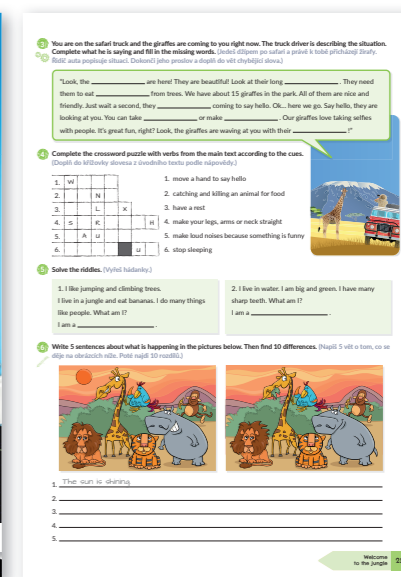 3 You are on the safari truck and the giraffes are coming to you right now. The truck driver is describing the situation.
Complete what he is saying and fill in the missing words. (Jedeš džípem po safari a právě k tobě přicházejí žirafy.
Řidič auta popisuje situaci. Dokonči jeho proslov a doplň do vět chybějící slova.)
"Look, the ____________ are here! They are beautiful! Look at their long ____________ . They need
them to eat ____________ from trees. We have about 15 giraffes in the park. All of them are nice and
friendly. Just wait a second, they ____________ coming to say hello. Ok... here we go. Say hello, they are
looking at you. You can take ____________ or make ____________ . Our giraffes love taking selfies
with people. It's great fun, right? Look, the giraffes are waving at you with their ____________ !"
4 Complete the crossword puzzle with verbs from the main text according to the cues.
(Doplň do křížovky slovesa z úvodního textu podle nápovědy.)
1. W
2. N
3. L X
4. S R H
5. A U
6. U
1. move a hand to say hello
2. catching and killing an animal for food
3. have a rest
4. make your legs, arms or neck straight
5. make loud noises because something is funny
6. stop sleeping
5 Solve the riddles. (Vyřeš hádanky.)
1. I like jumping and climbing trees.
I live in a jungle and eat bananas. I do many things
like people. What am I?
I am a ____________ .
2. I live in water. I am big and green. I have many
sharp teeth. What am I?
I am a ____________ .
6 Write 5 sentences about what is happening in the pictures below. Then find 10 differences. (Napiš 5 vět o tom, co se
děje na obrázcích níže. Poté najdi 10 rozdílů.)
1. The sun is shining
2.
3.
4.
5.
Welcome
to the jungle